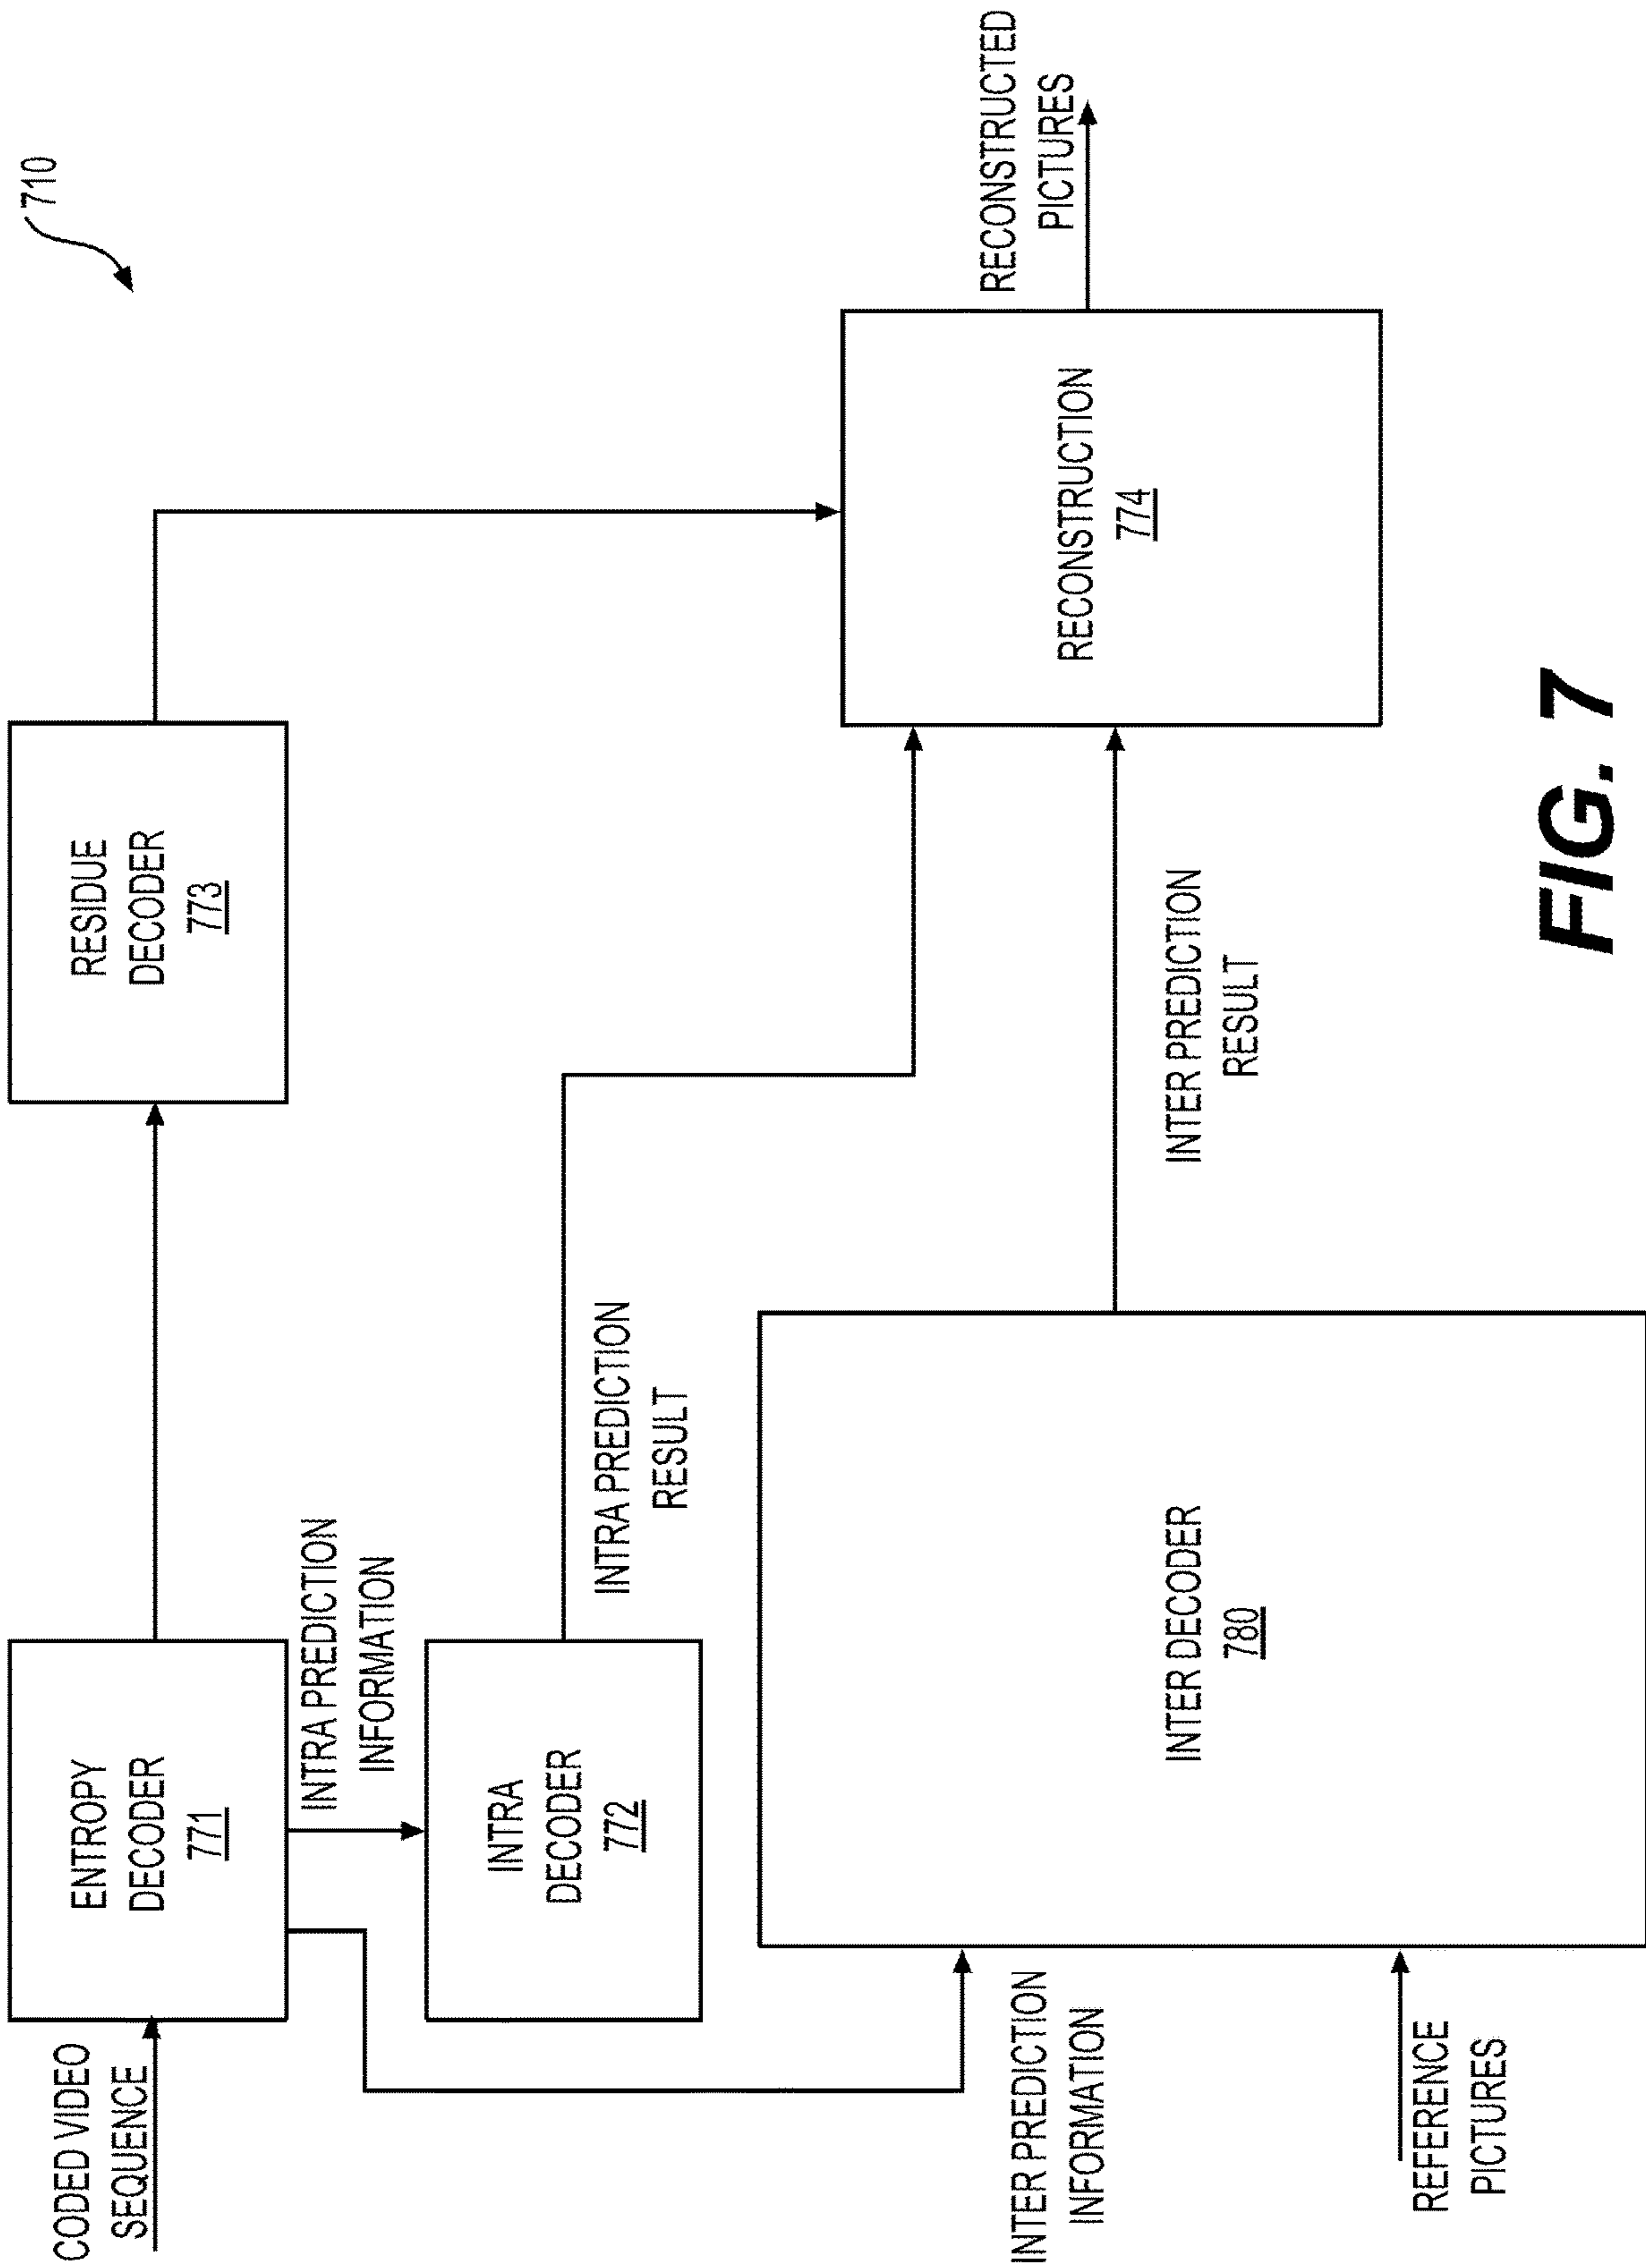 710
CODED VIDEO
SEQUENCE
ENTROPY
DECODER
771
RESIDUE
DECODER
773
INTRA PREDICTION
INFORMATION
INTRA
DECODER
772
INTRA PREDICTION
RESULT
INTER PREDICTION
INFORMATION
REFERENCE
PICTURES
INTER DECODER
780
INTER PREDICTION
RESULT
RECONSTRUCTION
774
RECONSTRUCTED
PICTURES
FIG. 7